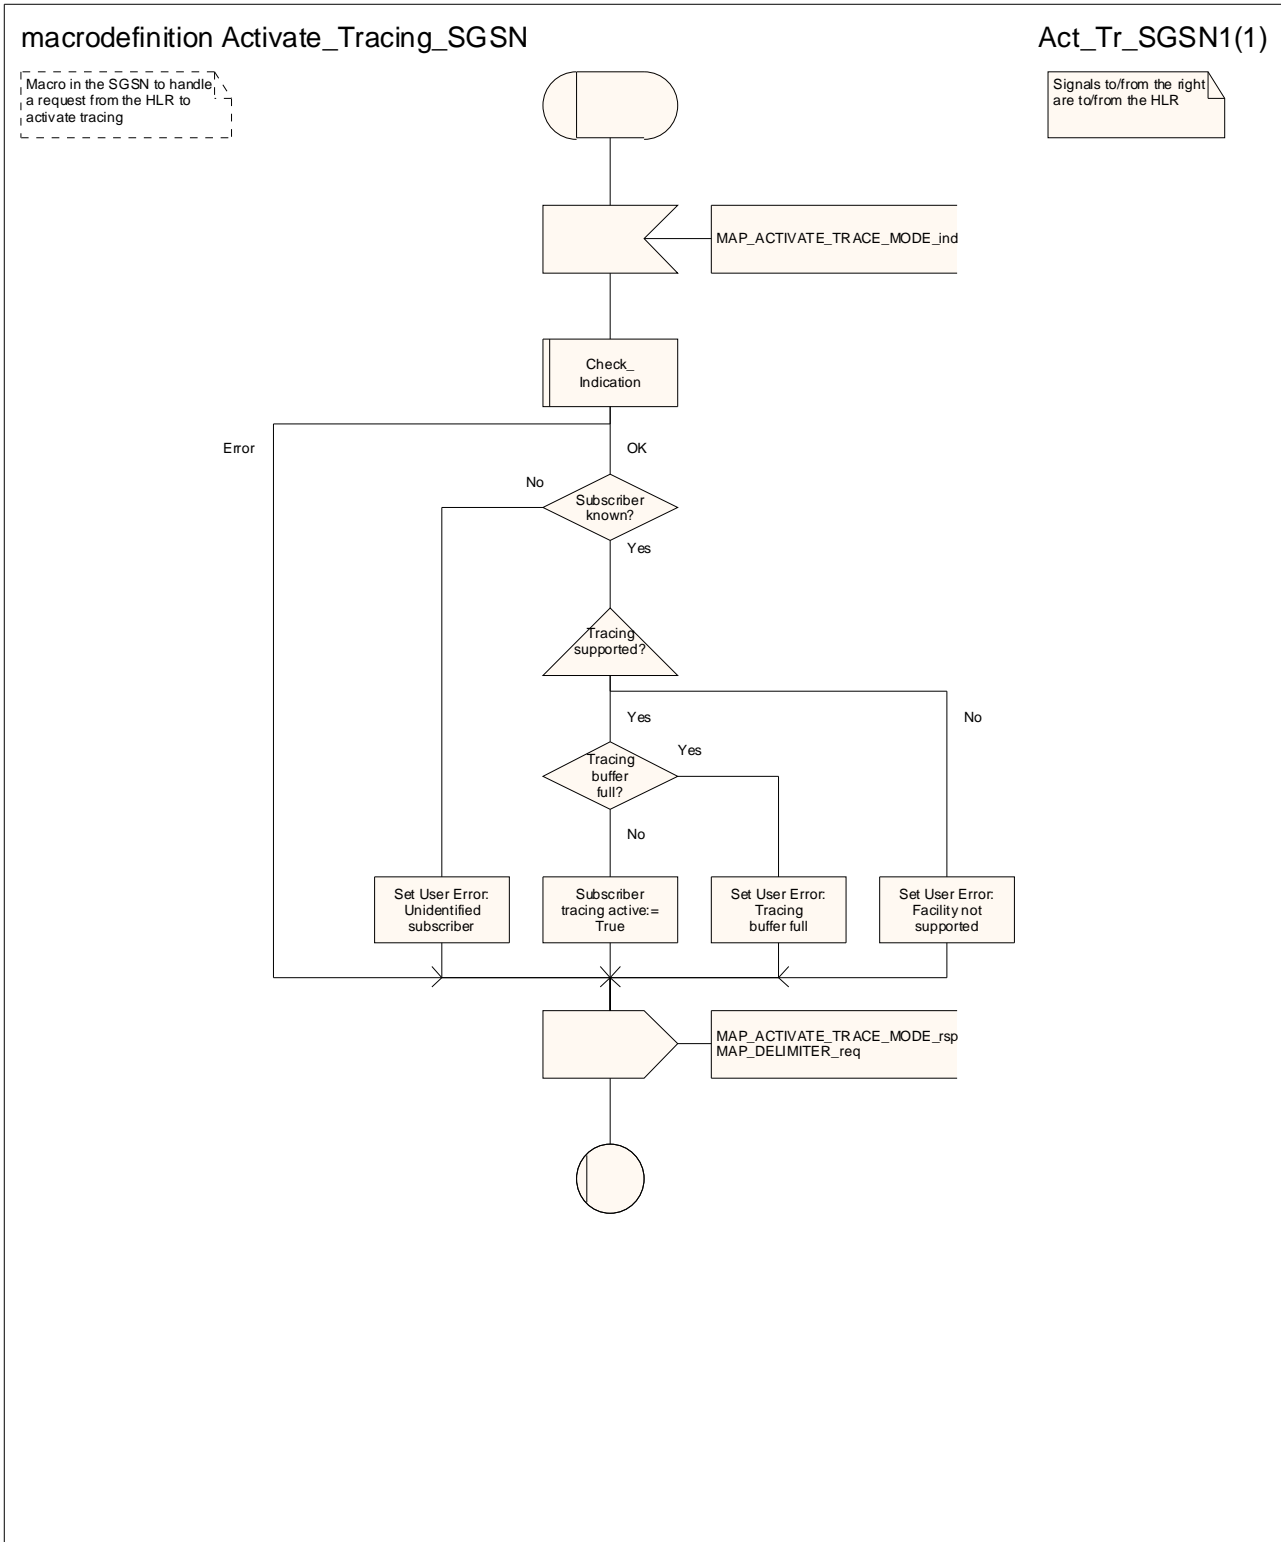 macrodefinition Activate_Tracing_SGSN
Act_Tr_SGSN1(1)
Macro in the SGSN to handle
a request from the HLR to
activate tracing
Signals to/from the right
are to/from the HLR
MAP_ACTIVATE_TRACE_MODE_ind
Check_
Indication
Error
OK
No
Subscriber
known?
Yes
Tracing
supported?
Yes
No
Yes
Tracing
buffer
full?
No
Set User Error:
Unidentified
subscriber
Subscriber
tracing active:=
True
Set User Error:
Tracing
buffer full
Set User Error:
Facility not
supported
MAP_ACTIVATE_TRACE_MODE_rsp
MAP_DELIMITER_req